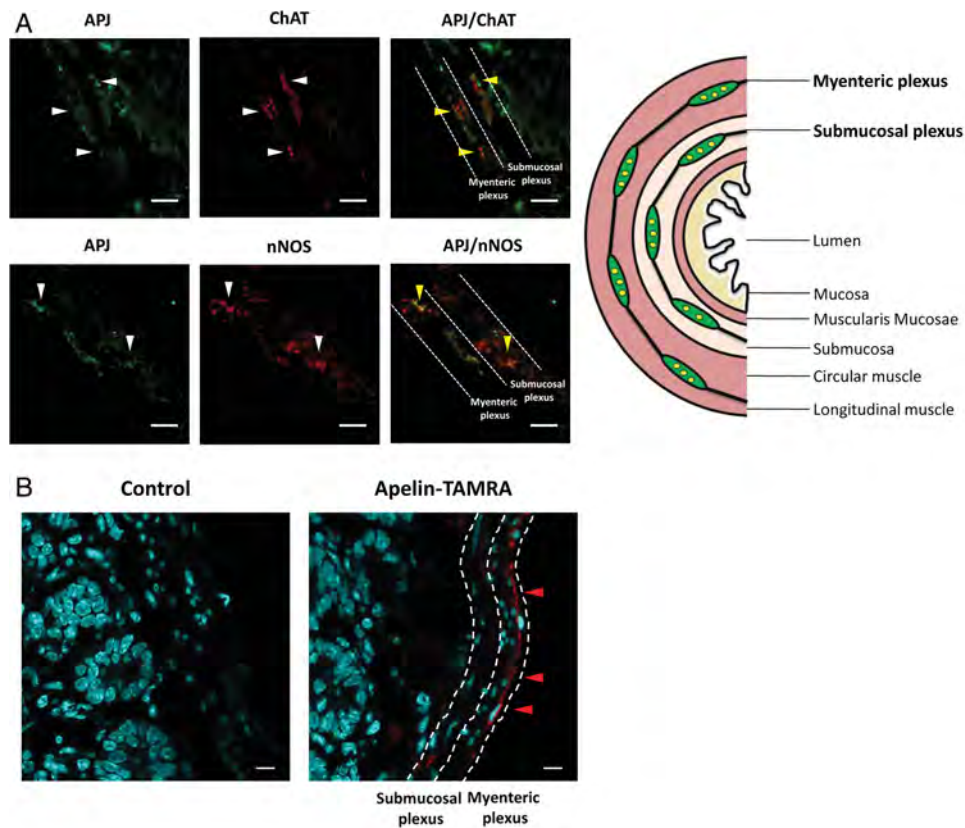 A
APJ
ChAT
APJ/ChAT
Submucosal
plexus
Myenteric
plexus
APJ
nNOS
APJ/nNOS
Submucosal
plexus
Myenteric
plexus
Myenteric plexus
Submucosal plexus
Lumen
Mucosa
Muscularis Mucosae
Submucosa
Circular muscle
Longitudinal muscle
B
Control
Apelin-TAMRA
Submucosal
plexus
Myenteric
plexus